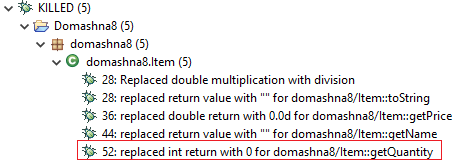 KILLED (5)
Domashna8 (5)
domashna8 (5)
domashna8.Item (5)
28: Replaced double multiplication with division
28: replaced return value with "" for domashna8/Item::toString
36: replaced double return with 0.0d for domashna8/Item::getPrice
44: replaced return value with "" for domashna8/Item::getName
52: replaced int return with 0 for domashna8/Item::getQuantity